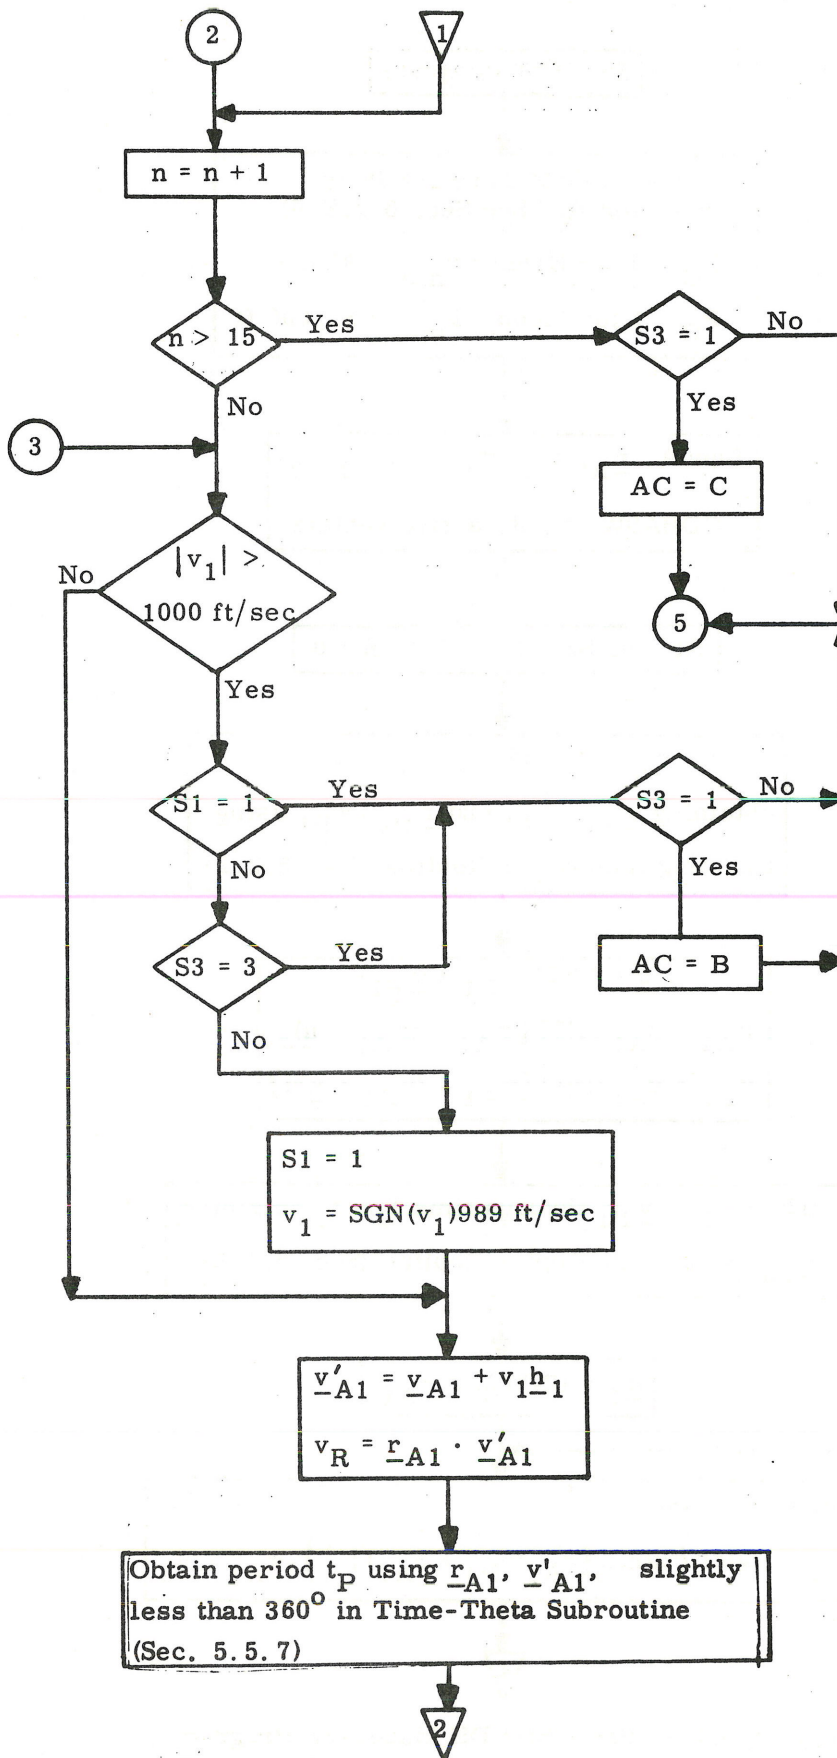 2
1
n = n + 1
n > 15
Yes
S3 = 1
No
No
Yes
3
AC = C
|v1| >
1000 ft/sec
No
5
Yes
S1 = 1
Yes
S3 = 1
No
No
Yes
S3 = 3
Yes
AC = B
No
S1 = 1
v1 = SGN(v1)989 ft/sec
v′A1 = vA1 + v1h1
vR = rA1 · v′A1
Obtain period tP using rA1, v'A1, slightly
less than 360° in Time-Theta Subroutine
(Sec. 5.5.7)
2